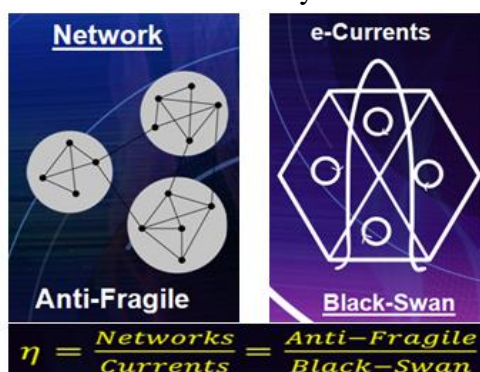 Network
e-Currents
Anti-Fragile
Black-Swan
η = Networks/Currents = Anti-Fragile/Black-Swan